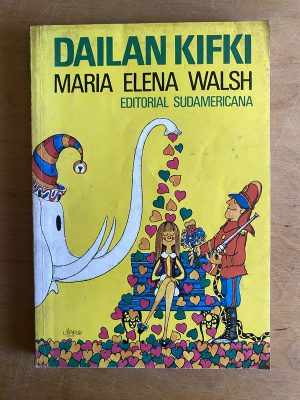 DAILAN KIFKI
MARIA ELENA WALSH
EDITORIAL SUDAMERICANA